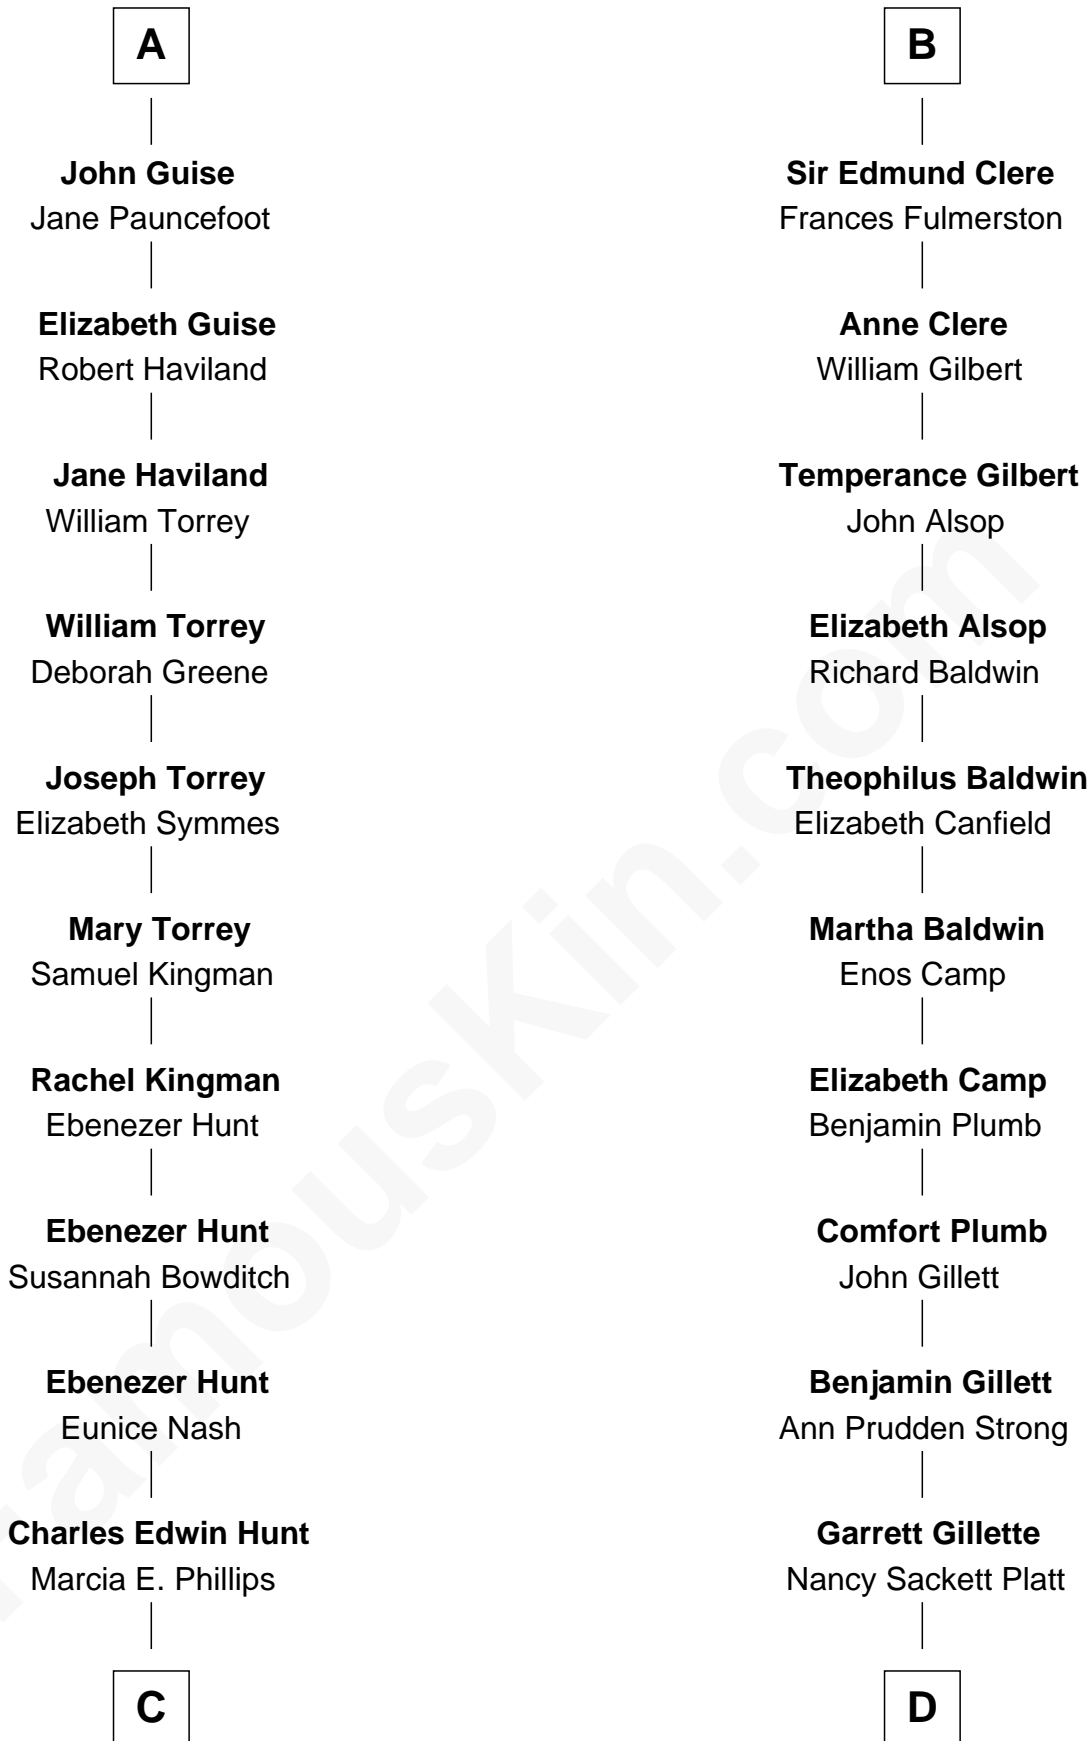 A
John Guise
Jane Pauncefoot
Elizabeth Guise
Robert Haviland
Jane Haviland
William Torrey
William Torrey
Deborah Greene
Joseph Torrey
Elizabeth Symmes
Mary Torrey
Samuel Kingman
Rachel Kingman
Ebenezer Hunt
Ebenezer Hunt
Susannah Bowditch
Ebenezer Hunt
Eunice Nash
Charles Edwin Hunt
Marcia E. Phillips
C
B
Sir Edmund Clere
Frances Fulmerston
Anne Clere
William Gilbert
Temperance Gilbert
John Alsop
Elizabeth Alsop
Richard Baldwin
Theophilus Baldwin
Elizabeth Canfield
Martha Baldwin
Enos Camp
Elizabeth Camp
Benjamin Plumb
Comfort Plumb
John Gillett
Benjamin Gillett
Ann Prudden Strong
Garrett Gillette
Nancy Sackett Platt
D
FamousKin.com